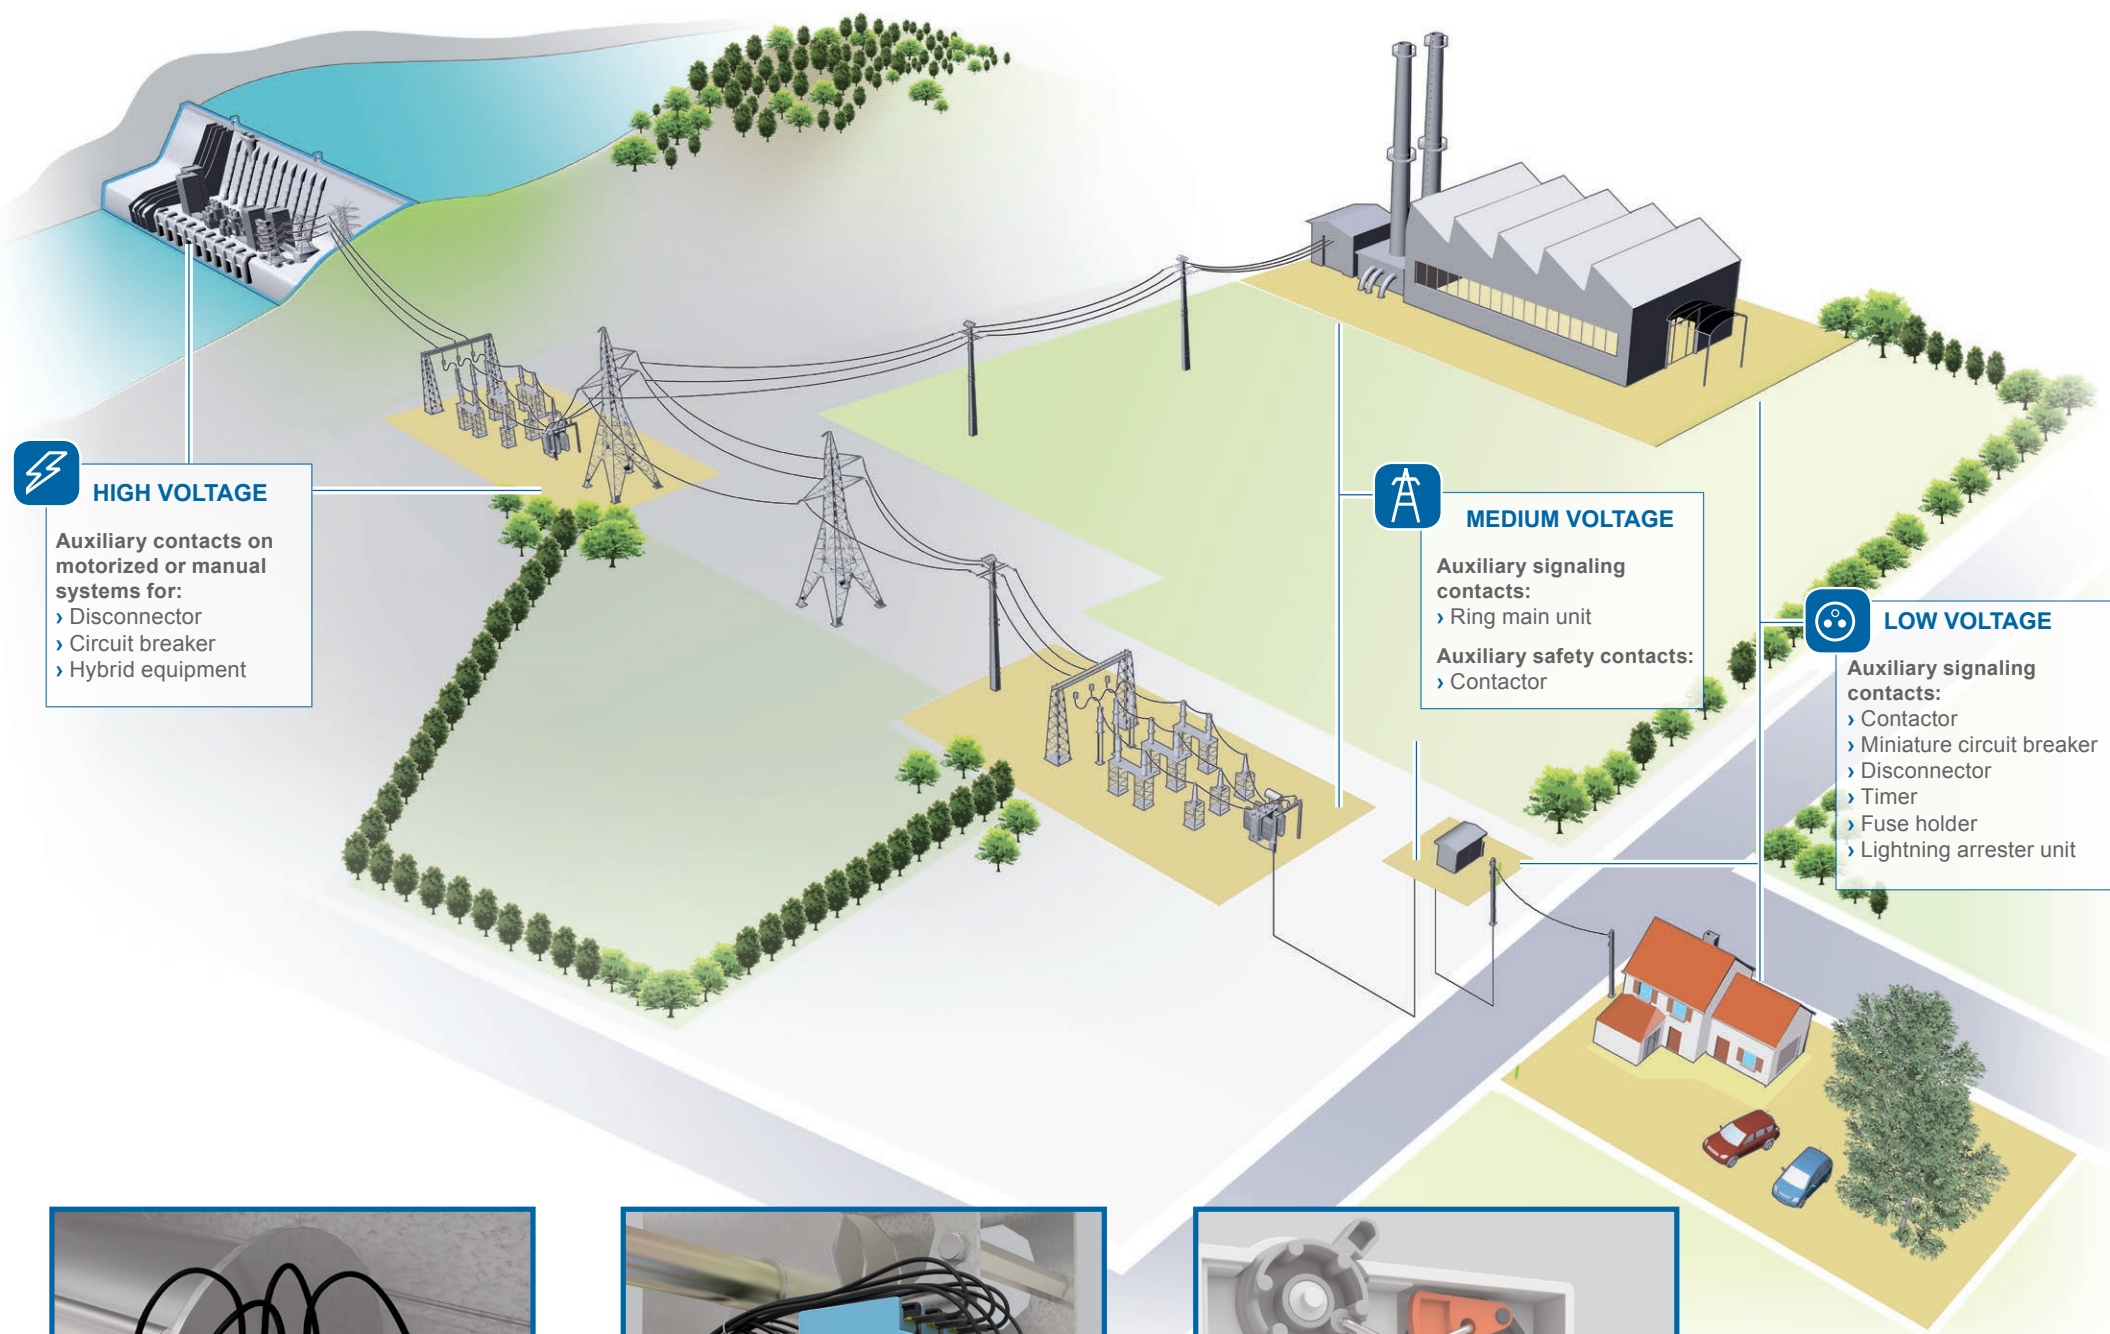 HIGH VOLTAGE
Auxiliary contacts on
motorized or manual
systems for:
› Disconnector
› Circuit breaker
› Hybrid equipment
MEDIUM VOLTAGE
Auxiliary signaling
contacts:
› Ring main unit
Auxiliary safety contacts:
› Contactor
LOW VOLTAGE
Auxiliary signaling
contacts:
› Contactor
› Miniature circuit breaker
› Disconnector
› Timer
› Fuse holder
› Lightning arrester unit